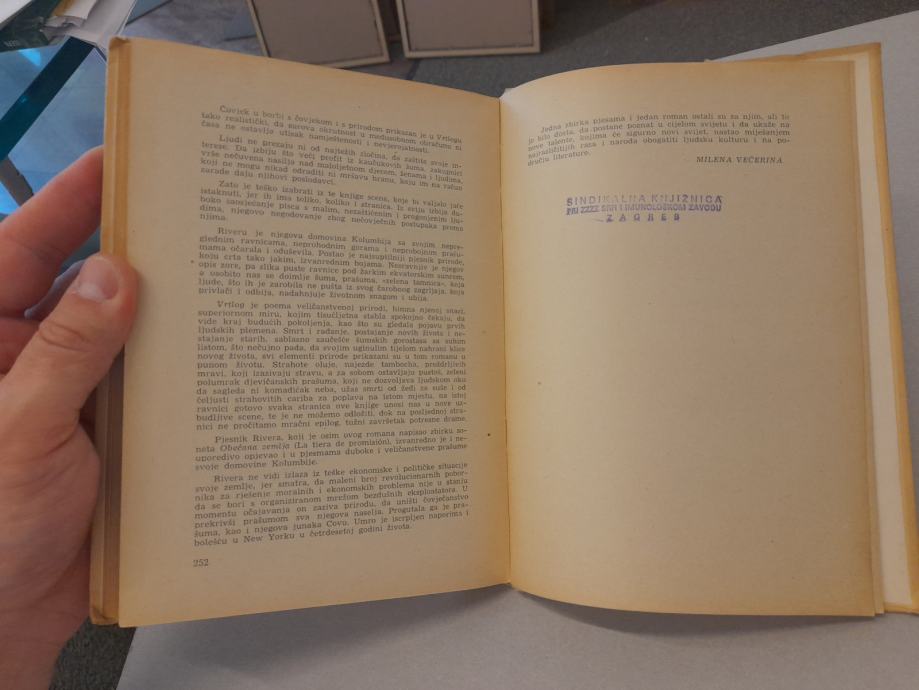 Čovjek u borbi s čovjekom i s prirodom prikazan je u Vrtlogu
tako realistički, da surova okrutnost u međusobnom obračunu ni
časa ne ostavlja utisak namještenosti i nevjerojatnosti.
Ljudi ne prezaju ni od najtežih zločina, da zaštite svoje in-
terese. Da izbiju što veći profit iz kaučukovih šuma, zakupnici
vrše nečuvena nasilja nad malodjetnom djecom, ženama i ljudima,
koji ne mogu nikad odraditi ni mršavu hranu, koju im na račun
zarade daju njihovi poslodavci.
Zato je teško izabrati iz te knjige scene, koje bi valjalo jače
istaknuti, jer ih ima toliko, koliko i stranica. Iz sviju izbija du-
boko saosjećanje pisca s malim, nezaštićenim i progonjenim lju-
dima, njegovo negodovanje zbog nečovječnih postupaka prema
njima.
Riveru je njegova domovina Kolumbija sa svojim nepre-
glednim ravnicama, neprohodnim gorama i neprobojnim prašu-
mama očarala i oduševila. Postao je najsuptilniji pjesnik prirode,
koju crta tako jakim, izvanrednim bojama. Nesravnjiv je njegov
opis zore, pa slika puste ravnice pod žarkim ekvatorskim suncem,
a osobito nas se doimlje šuma, prašuma, »zelena tamnica«, koja
ljude, što ih je zarobila ne pušta iz svog čarobnog zagrljaja, koja
privlači i odbija, nadahnjuje životnom snagom i ubija.
Vrtlog je poema veličanstvenoj prirodi, himna njenoj snazi,
superiornom miru, kojim tisućljetna stabla spokojno čekaju, da
vide kraj budućih pokoljenja, kao što su gledala pojavu prvih
ljudskih plemena. Smrt i rađanje, postajanje novih života i ne-
stajanje starih, sablasno saučešće šumskih gorostasa za suhim
listom, što nečujno pada, da svojim uginulim tijelom nahrani klice
novog života, svi elementi prirode prikazani su u tom romanu u
punom životu. Strahote oluje, najezde tambocha, proždrljivih
mravi, koji izazivaju stravu, a za sobom ostavljaju pustoš, zeleni
polumrak djevičanskih prašuma, koji ne dozvoljava ljudskom oku
da sagleda ni komadićak neba, užas smrti od žeđi za suše i od
čeljusti strahovitih cariba za poplava na istom mjestu, na istoj
ravnici gotovo svaka stranica ove knjige unosi nas u nove uz-
budljive scene, te je ne možemo odložiti, dok na posljednoj stra-
nici ne pročitamo mračni epilog, tužni završetak potresne drame.
Pjesnik Rivera, koji je osim ovog romana napisao zbirku so-
neta Obećana zemlja (La tiera de promisión), izvanredno je i ne-
uporedivo opjevao i u pjesmama duboke i veličanstvene prašume
svoje domovine Kolumbije.
Rivera ne vidi izlaza iz teške ekonomske i političke situacije
svoje zemlje, jer smatra, da maleni broj revolucionarnih pobor-
nika za rješenje moralnih i ekonomskih problema nije u stanju
da se bori s organiziranom mrežom bezdušnih eksploatatora. U
momentu očajavanja on zaziva prirodu, da uništi čovječanstvo
prekrivši prašumom sva njegova naselja. Progutala ga je pra-
šuma, kao i njegova junaka Covu. Umro je iscrpljen naporima i
bolešću u New Yorku u četrdesetoj godini života.
252
Jedna zbirka pjesama i jedan roman ostali su za njim, ali to
je bilo dosta, da postane poznat u cijelom svijetu i da ukaže na
nove talente, kojima će sigurno novi svijet, nastao miješanjem
najrazličitijih rasa i naroda obogatiti ljudsku kulturu i na po-
dručju literature.
MILENA VEČERINA
SINDIKALNA KNJIŽNICA
PRI ZZZZ SRH I IMUNOLOŠKOM ZAVODU
ZAGREB